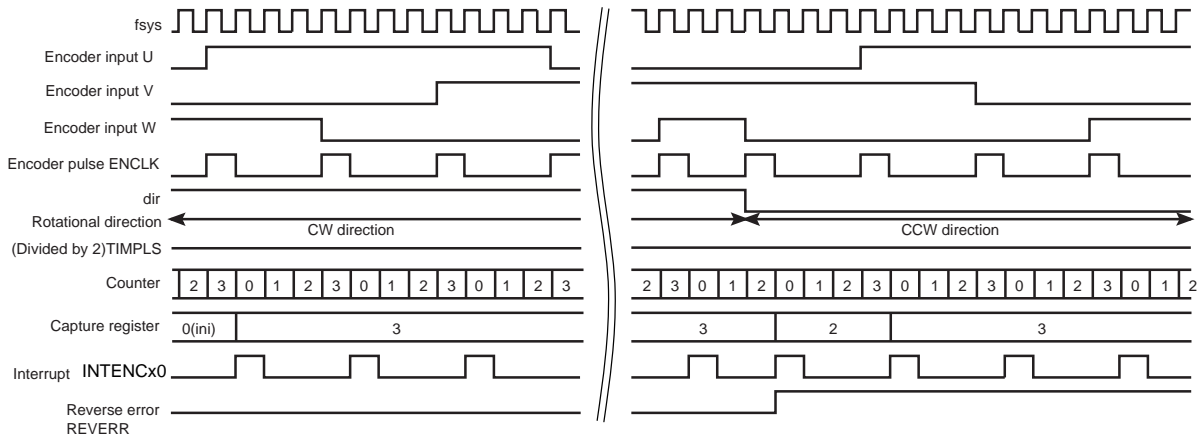 fsys
Encoder input U
Encoder input V
Encoder input W
Encoder pulse ENCLK
dir
Rotational direction
CW direction
CCW direction
(Divided by 2)TIMPLS
Counter 2 3 0 1 2 3 0 1 2 3 0 1 2 3 2 3 0 1 2 0 1 2 3 0 1 2 3 0 1 2 3 0 1 2
Capture register 0(ini) 3 3 2 3
Interrupt INTENCx0
Reverse error
REVERR